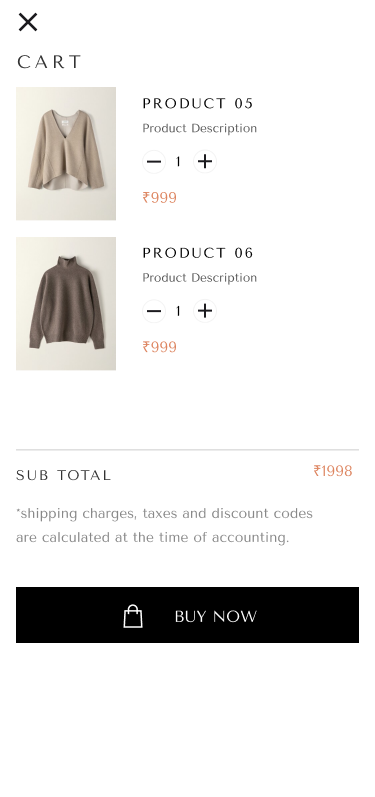 CART
PRODUCT 05
Product Description
1
₹999
PRODUCT 06
Product Description
1
₹999
SUB TOTAL
₹1998
*shipping charges, taxes and discount codes
are calculated at the time of accounting.
BUY NOW